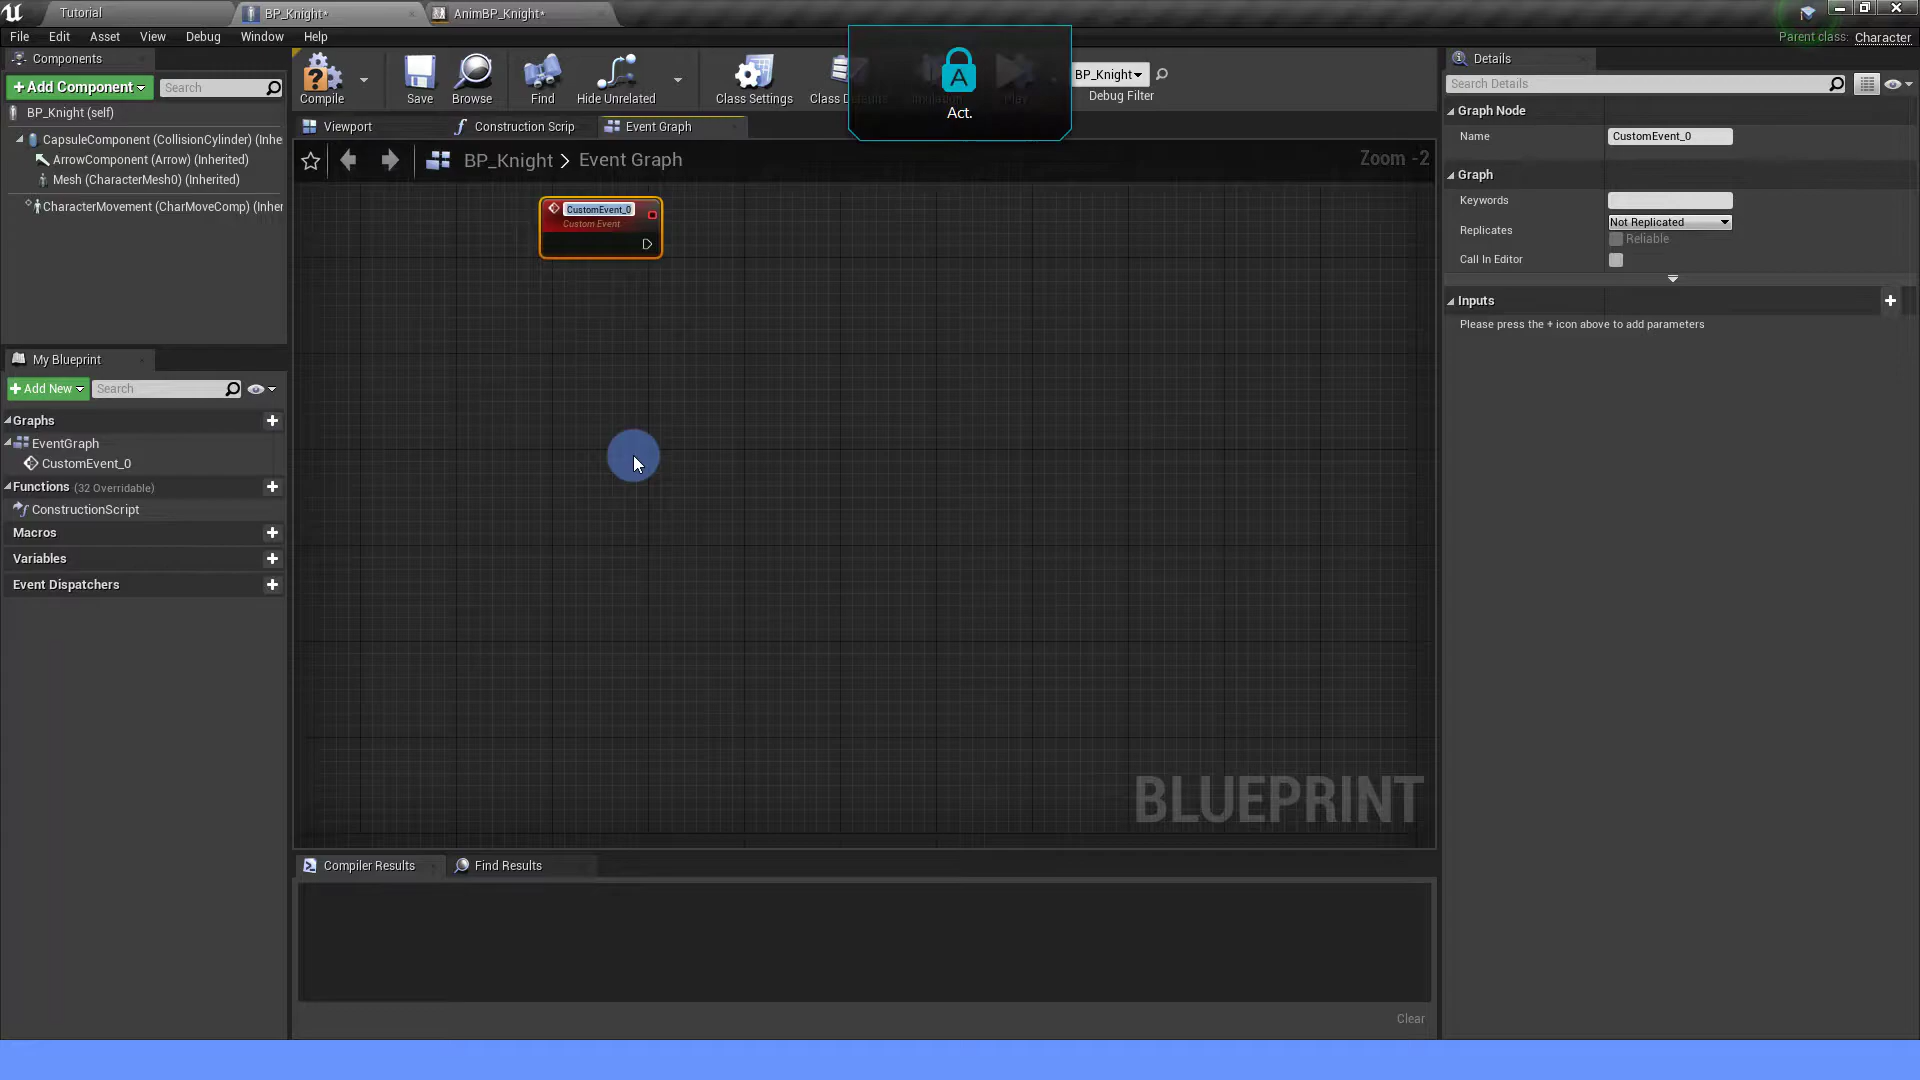 Tutorial
BP_Knight*
AnimBP_Knight*
File Edit Asset View Debug Window Help
Parent class: Character
Components
+Add Component
Search
BP_Knight (self)
CapsuleComponent (CollisionCylinder) (Inhe
ArrowComponent (Arrow) (Inherited)
Mesh (CharacterMesh0) (Inherited)
CharacterMovement (CharMoveComp) (Inher
My Blueprint
+Add New
Search
Graphs
EventGraph
CustomEvent_0
Functions (32 Overridable)
ConstructionScript
Macros
Variables
Event Dispatchers
Compile
Save
Browse
Find
Hide Unrelated
Class Settings
Class Defaults
Simulation
Play
A
Act.
BP_Knight
Debug Filter
Viewport
Construction Scrip
Event Graph
BP_Knight > Event Graph
Zoom -2
CustomEvent_0
Custom Event
BLUEPRINT
Compiler Results
Find Results
Clear
Details
Search Details
Graph Node
Name CustomEvent_0
Graph
Keywords
Replicates Not Replicated
Reliable
Call In Editor
Inputs
Please press the + icon above to add parameters